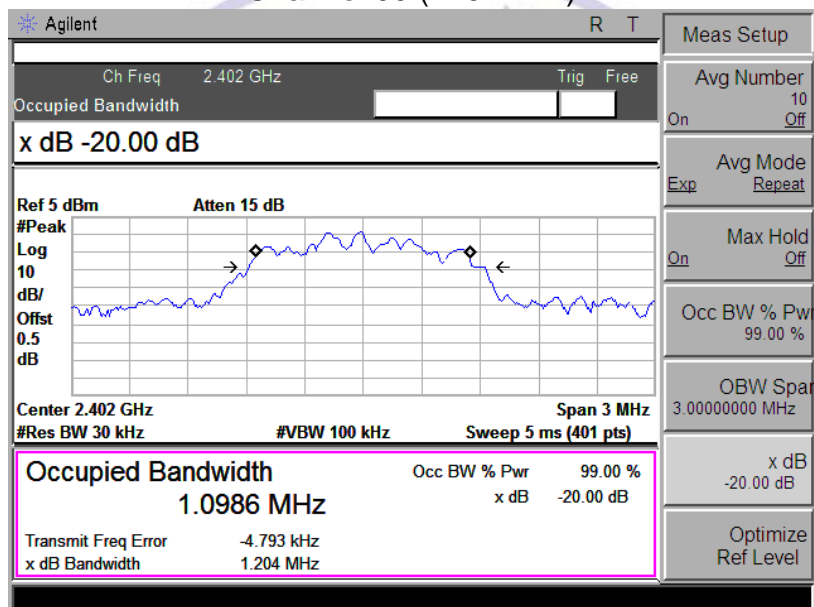 Agilent R T
Ch Freq 2.402 GHz Trig Free
Occupied Bandwidth
x dB -20.00 dB
Ref 5 dBm Atten 15 dB
#Peak
Log
10
dB/
Offst
0.5
dB
Center 2.402 GHz Span 3 MHz
#Res BW 30 kHz #VBW 100 kHz Sweep 5 ms (401 pts)
Occupied Bandwidth
1.0986 MHz
Occ BW % Pwr 99.00 %
x dB -20.00 dB
Transmit Freq Error -4.793 kHz
x dB Bandwidth 1.204 MHz
Meas Setup
Avg Number
10
On Off
Avg Mode
Exp Repeat
Max Hold
On Off
Occ BW % Pwr
99.00 %
OBW Span
3.00000000 MHz
x dB
-20.00 dB
Optimize
Ref Level